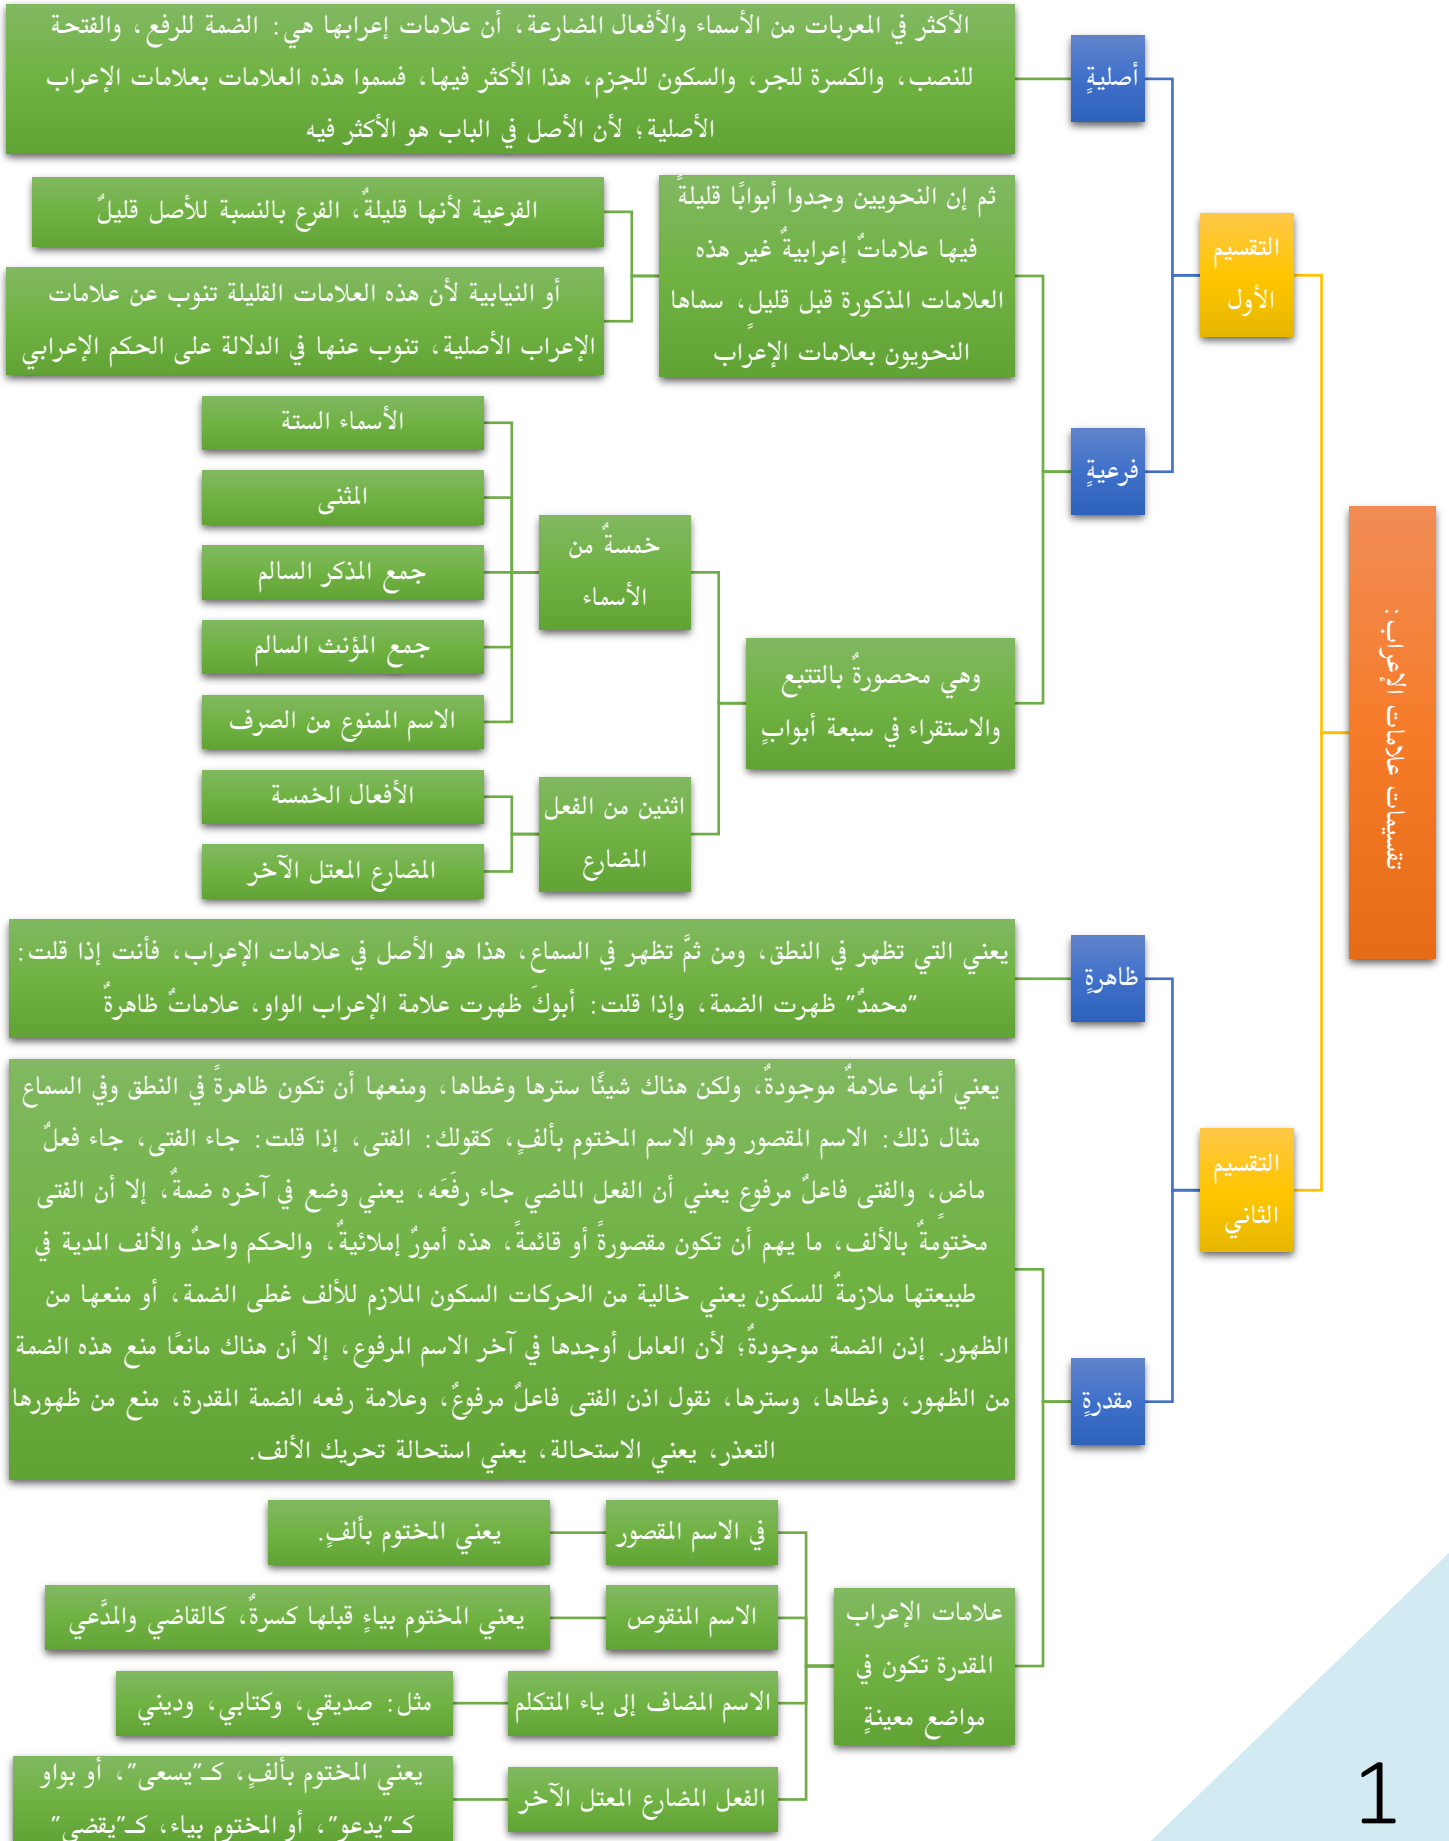 تقسيمات علامات الإعراب:
التقسيم
الأول
أصليةٍ
الأكثر في المعربات من الأسماء والأفعال المضارعة، أن علامات إعرابها هي: الضمة للرفع، والفتحة
للنصب، والكسرة للجر، والسكون للجزم، هذا الأكثر فيها، فسموا هذه العلامات بعلامات الإعراب
الأصلية؛ لأن الأصل في الباب هو الأكثر فيه
فرعيةٍ
ثم إن النحويين وجدوا أبوابًا قليلةً
فيها علاماتٌ إعرابيةٌ غير هذه
العلامات المذكورة قبل قليلٍ، سماها
النحويون بعلامات الإعراب
الفرعية لأنها قليلةٌ، الفرع بالنسبة للأصل قليلٌ
أو النيابية لأن هذه العلامات القليلة تنوب عن علامات
الإعراب الأصلية، تنوب عنها في الدلالة على الحكم الإعرابي
وهي محصورةٌ بالتتبع
والاستقراء في سبعة أبوابٍ
خمسةٌ من
الأسماء
الأسماء الستة
المثنى
جمع المذكر السالم
جمع المؤنث السالم
الاسم الممنوع من الصرف
اثنين من الفعل
المضارع
الأفعال الخمسة
المضارع المعتل الآخر
التقسيم
الثاني
ظاهرةٍ
يعني التي تظهر في النطق، ومن ثمَّ تظهر في السماع، هذا هو الأصل في علامات الإعراب، فأنت إذا قلت:
"محمدٌ" ظهرت الضمة، وإذا قلت: أبوكَ ظهرت علامة الإعراب الواو، علاماتٌ ظاهرةٌ
مقدرةٍ
يعني أنها علامةٌ موجودةٌ، ولكن هناك شيئًا سترها وغطاها، ومنعها أن تكون ظاهرةً في النطق وفي السماع
مثال ذلك: الاسم المقصور وهو الاسم المختوم بألفٍ، كقولك: الفتى، إذا قلت: جاء الفتى، جاء فعلٌ
ماضٍ، والفتى فاعلٌ مرفوع يعني أن الفعل الماضي جاء رفَعَه، يعني وضع في آخره ضمةٌ، إلا أن الفتى
مختومةٌ بالألف، ما يهم أن تكون مقصورةً أو قائمةً، هذه أمورٌ إملائيةٌ، والحكم واحدٌ والألف المدية في
طبيعتها ملازمةٌ للسكون يعني خالية من الحركات السكون الملازم للألف غطى الضمة، أو منعها من
الظهور. إذن الضمة موجودةٌ؛ لأن العامل أوجدها في آخر الاسم المرفوع، إلا أن هناك مانعًا منع هذه الضمة
من الظهور، وغطاها، وسترها، نقول اذن الفتى فاعلٌ مرفوعٌ، وعلامة رفعه الضمة المقدرة، منع من ظهورها
التعذر، يعني الاستحالة، يعني استحالة تحريك الألف.
علامات الإعراب
المقدرة تكون في
مواضع معينةٍ
في الاسم المقصور
يعني المختوم بألفٍ.
الاسم المنقوص
يعني المختوم بياءٍ قبلها كسرةٌ، كالقاضي والمدَّعي
الاسم المضاف إلى ياء المتكلم
مثل: صديقي، وكتابي، وديني
الفعل المضارع المعتل الآخر
يعني المختوم بألفٍ، كـ"يسعى"، أو بواو
كـ"يدعو"، أو المختوم بياء، كـ"يقضي"
1